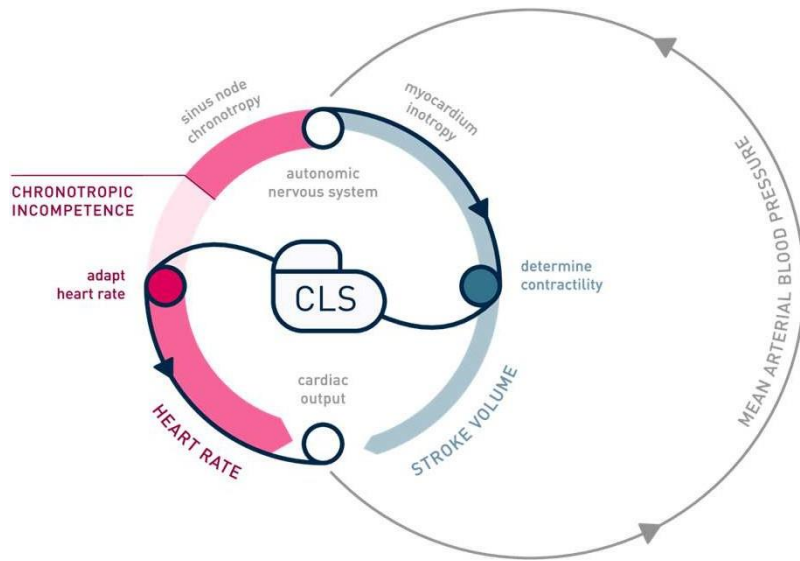 sinus node
chronotropy
myocardium
inotropy
autonomic
nervous system
CHRONOTROPIC
INCOMPETENCE
adapt
heart rate
CLS
determine
contractility
cardiac
output
HEART RATE
STROKE VOLUME
MEAN ARTERIAL BLOOD PRESSURE